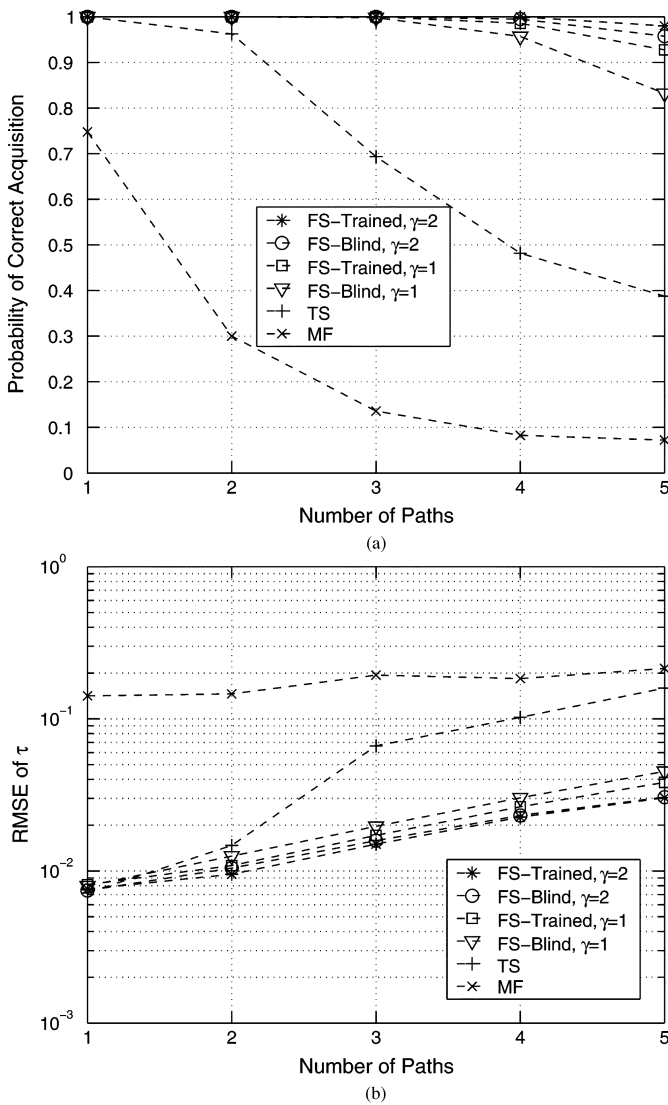 1
0.9
0.8
0.7
0.6
0.5
0.4
0.3
0.2
0.1
0
Probability of Correct Acquisition
FS−Trained, γ=2
FS−Blind, γ=2
FS−Trained, γ=1
FS−Blind, γ=1
TS
MF
1 2 3 4 5
Number of Paths
(a)
10⁰
10⁻¹
10⁻²
10⁻³
RMSE of τ
FS−Trained, γ=2
FS−Blind, γ=2
FS−Trained, γ=1
FS−Blind, γ=1
TS
MF
1 2 3 4 5
Number of Paths
(b)